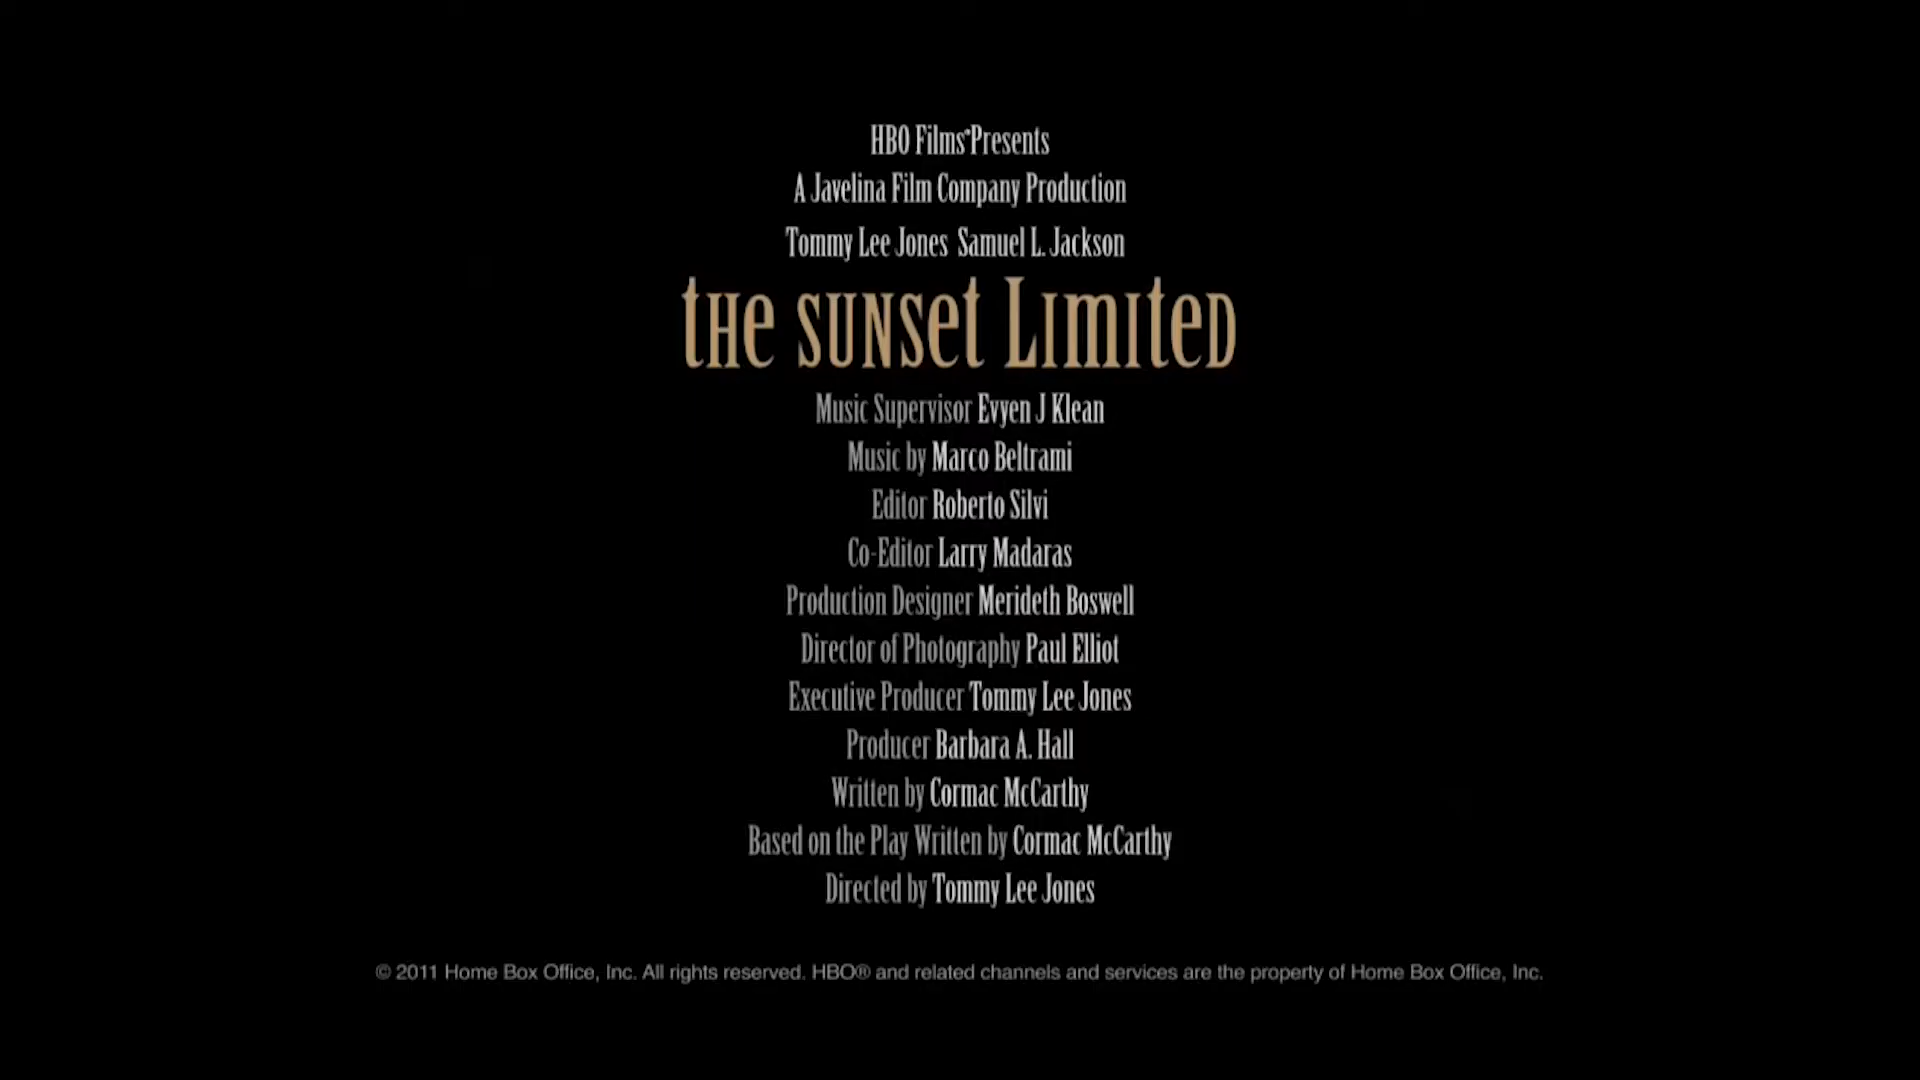 HBO Films® Presents
A Javelina Film Company Production
Tommy Lee Jones Samuel L. Jackson
the sunset Limited
Music Supervisor Evyen J Klean
Music by Marco Beltrami
Editor Roberto Silvi
Co-Editor Larry Madaras
Production Designer Merideth Boswell
Director of Photography Paul Elliot
Executive Producer Tommy Lee Jones
Producer Barbara A. Hall
Written by Cormac McCarthy
Based on the Play Written by Cormac McCarthy
Directed by Tommy Lee Jones
© 2011 Home Box Office, Inc. All rights reserved. HBO® and related channels and services are the property of Home Box Office, Inc.